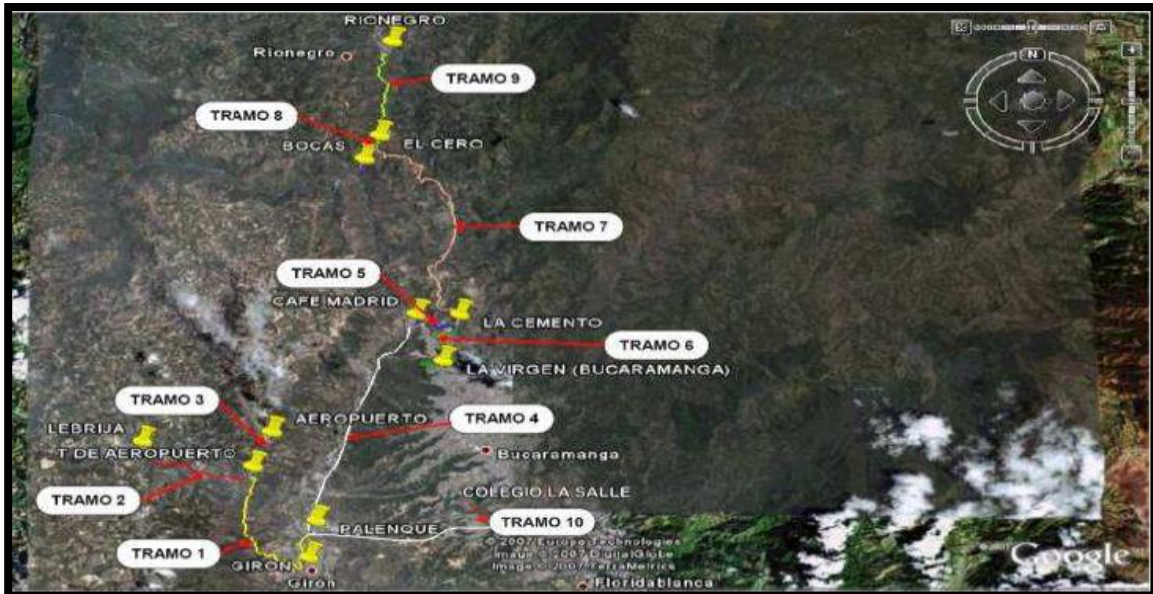 RIONEGRO
Rionegro
TRAMO 9
TRAMO 8
BOCAS
EL CERO
TRAMO 7
TRAMO 5
CAFE MADRID
LA CEMENTO
TRAMO 6
LA VIRGEN (BUCARAMANGA)
TRAMO 3
AEROPUERTO
TRAMO 4
LEBRIJA
T DE AEROPUERTO
Bucaramanga
TRAMO 2
COLEGIO LA SALLE
TRAMO 10
PALENQUE
TRAMO 1
GIRON
Girón
© 2007 Europa Technologies
Image © 2007 DigitalGlobe
Image © 2007 TerraMetrics
Floridablanca
Google
N